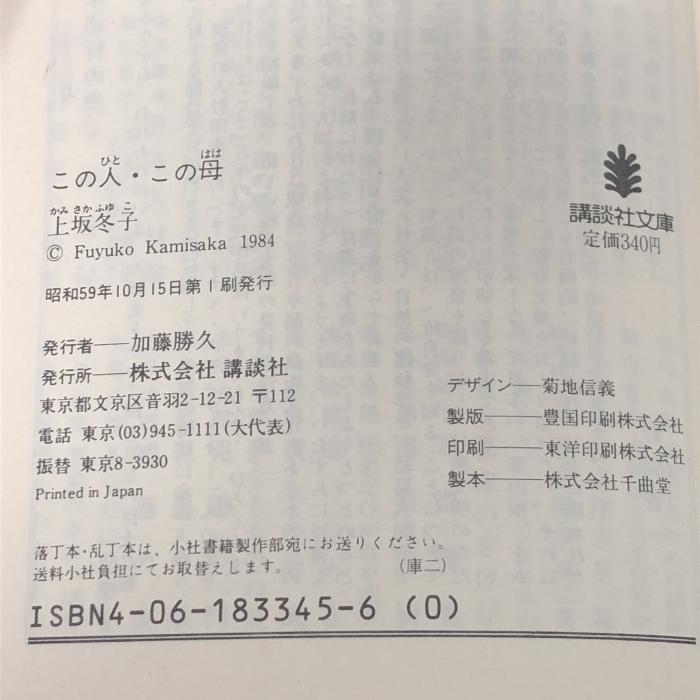 この人・この母
ひと はは
上坂冬子
かみさかふゆこ
© Fuyuko Kamisaka 1984
昭和59年10月15日第1刷発行
講談社文庫
定価340円
発行者——加藤勝久
発行所——株式会社 講談社
東京都文京区音羽2-12-21 〒112
電話 東京(03)945-1111(大代表)
振替 東京8-3930
Printed in Japan
デザイン——菊地信義
製版——豊国印刷株式会社
印刷——東洋印刷株式会社
製本——株式会社千曲堂
落丁本・乱丁本は、小社書籍製作部宛にお送りください。
送料小社負担にてお取替えします。 (庫二)
ISBN4-06-183345-6 (0)